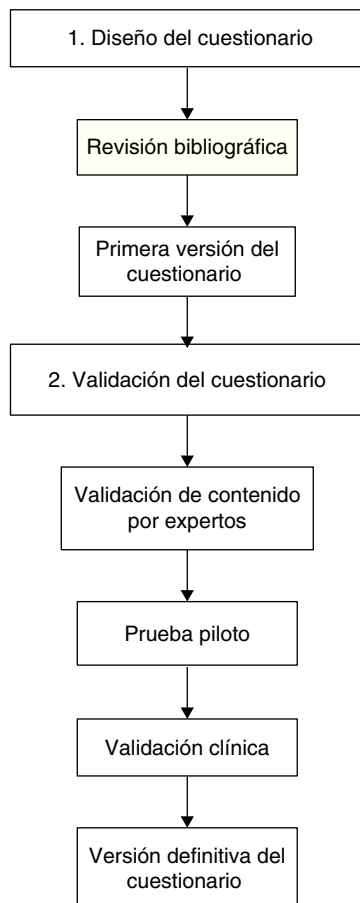 1. Diseño del cuestionario
Revisión bibliográfica
Primera versión del
cuestionario
2. Validación del cuestionario
Validación de contenido
por expertos
Prueba piloto
Validación clínica
Versión definitiva del
cuestionario